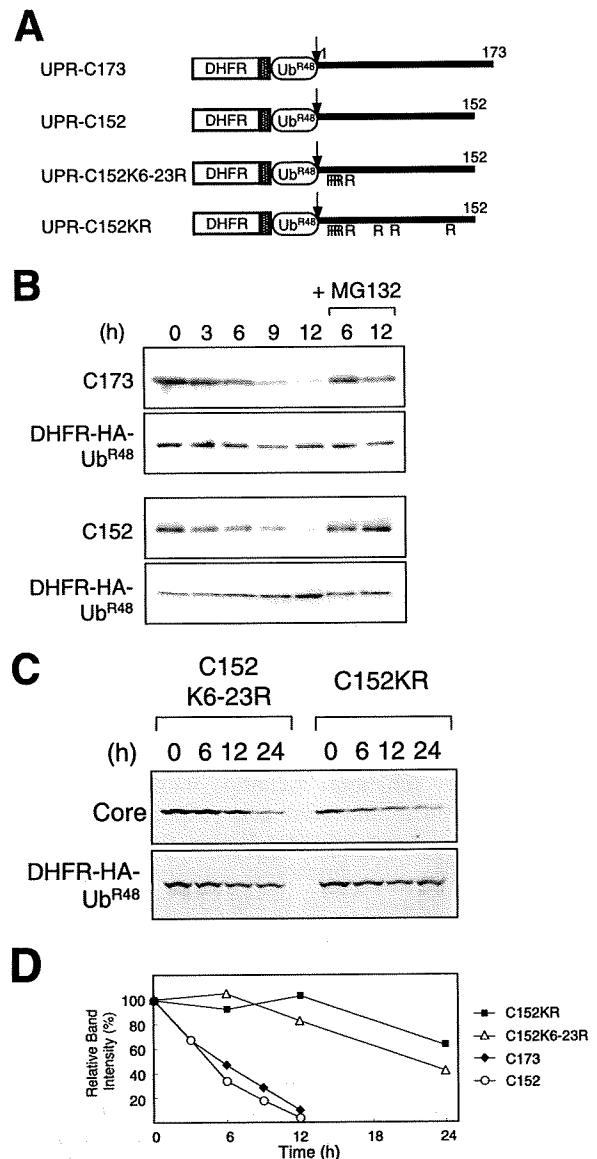 A
UPR-C173 DHFR Ub^R48 1 173
UPR-C152 DHFR Ub^R48 152
UPR-C152K6-23R DHFR Ub^R48 152
RRRR
UPR-C152KR DHFR Ub^R48 152
RRRR R R R
B
+ MG132
(h) 0 3 6 9 12 6 12
C173
DHFR-HA-
Ub^R48
C152
DHFR-HA-
Ub^R48
C
C152
K6-23R
C152KR
(h) 0 6 12 24 0 6 12 24
Core
DHFR-HA-
Ub^R48
D
Relative Band
Intensity (%)
100
80
60
40
20
0 6 12 18 24
Time (h)
C152KR
C152K6-23R
C173
C152